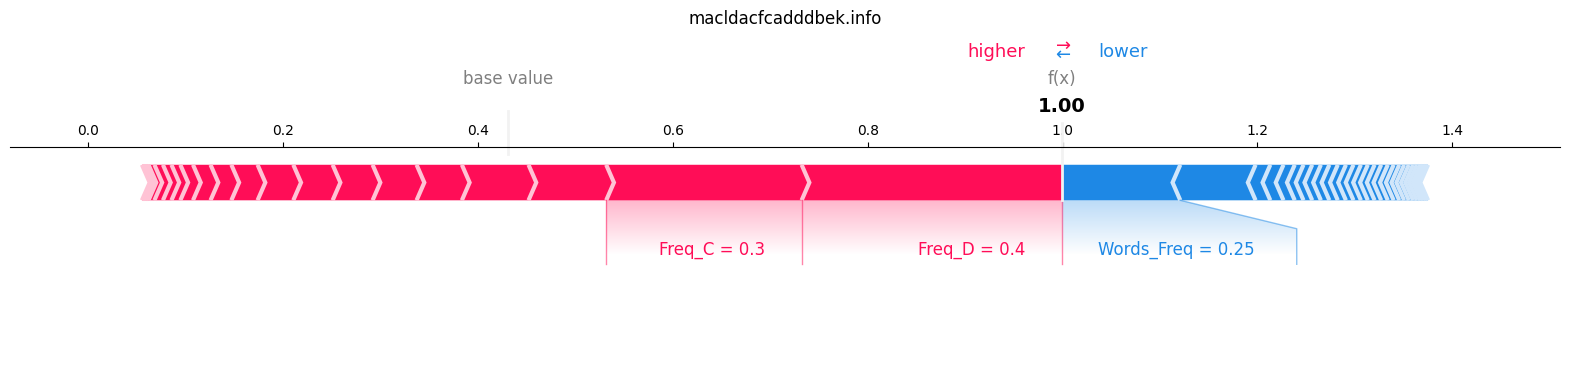 macldacfcadddbek.info
higher → lower
←
base value f(x)
1.00
0.0 0.2 0.4 0.6 0.8 1.0 1.2 1.4
Freq_C = 0.3 Freq_D = 0.4 Words_Freq = 0.25